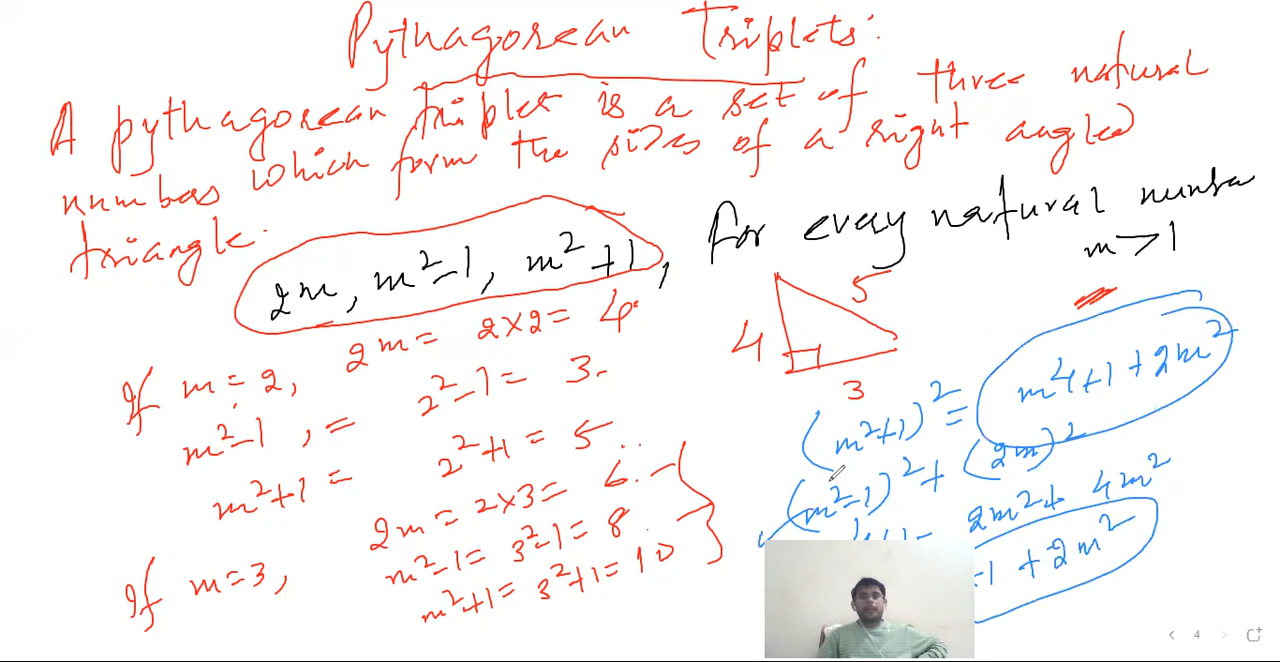 Pythagorean Triplets:
A pythagorean triplet is a set of three natural
numbers which form the sides of a right angled
triangle.
2m, m²-1, m²+1, for every natural
m > 1
If m = 2, 2m = 2×2 = 4.
m²-1, = 2²-1 = 3.
m²+1 = 2²+1 = 5..
If m=3, 2m = 2×3 = 6.
m²-1 = 3²-1 = 8.
m²+1 = 3²+1 = 10
4
5
3
(m²+1)² = m⁴+1+2m²
(m²-1)² + (2m)²
2m² + 4m²
1 + 2m²
4